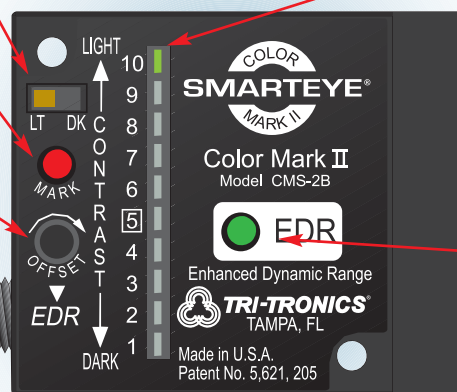 LIGHT
10
9
8
7
6
5
4
3
2
1
DARK
CONTRAST
LT DK
MARK
OFFSET
EDR
COLOR
SMARTEYE®
MARK II
Color Mark II
Model CMS-2B
EDR
Enhanced Dynamic Range
TRI-TRONICS®
TAMPA, FL
Made in U.S.A.
Patent No. 5,621, 205